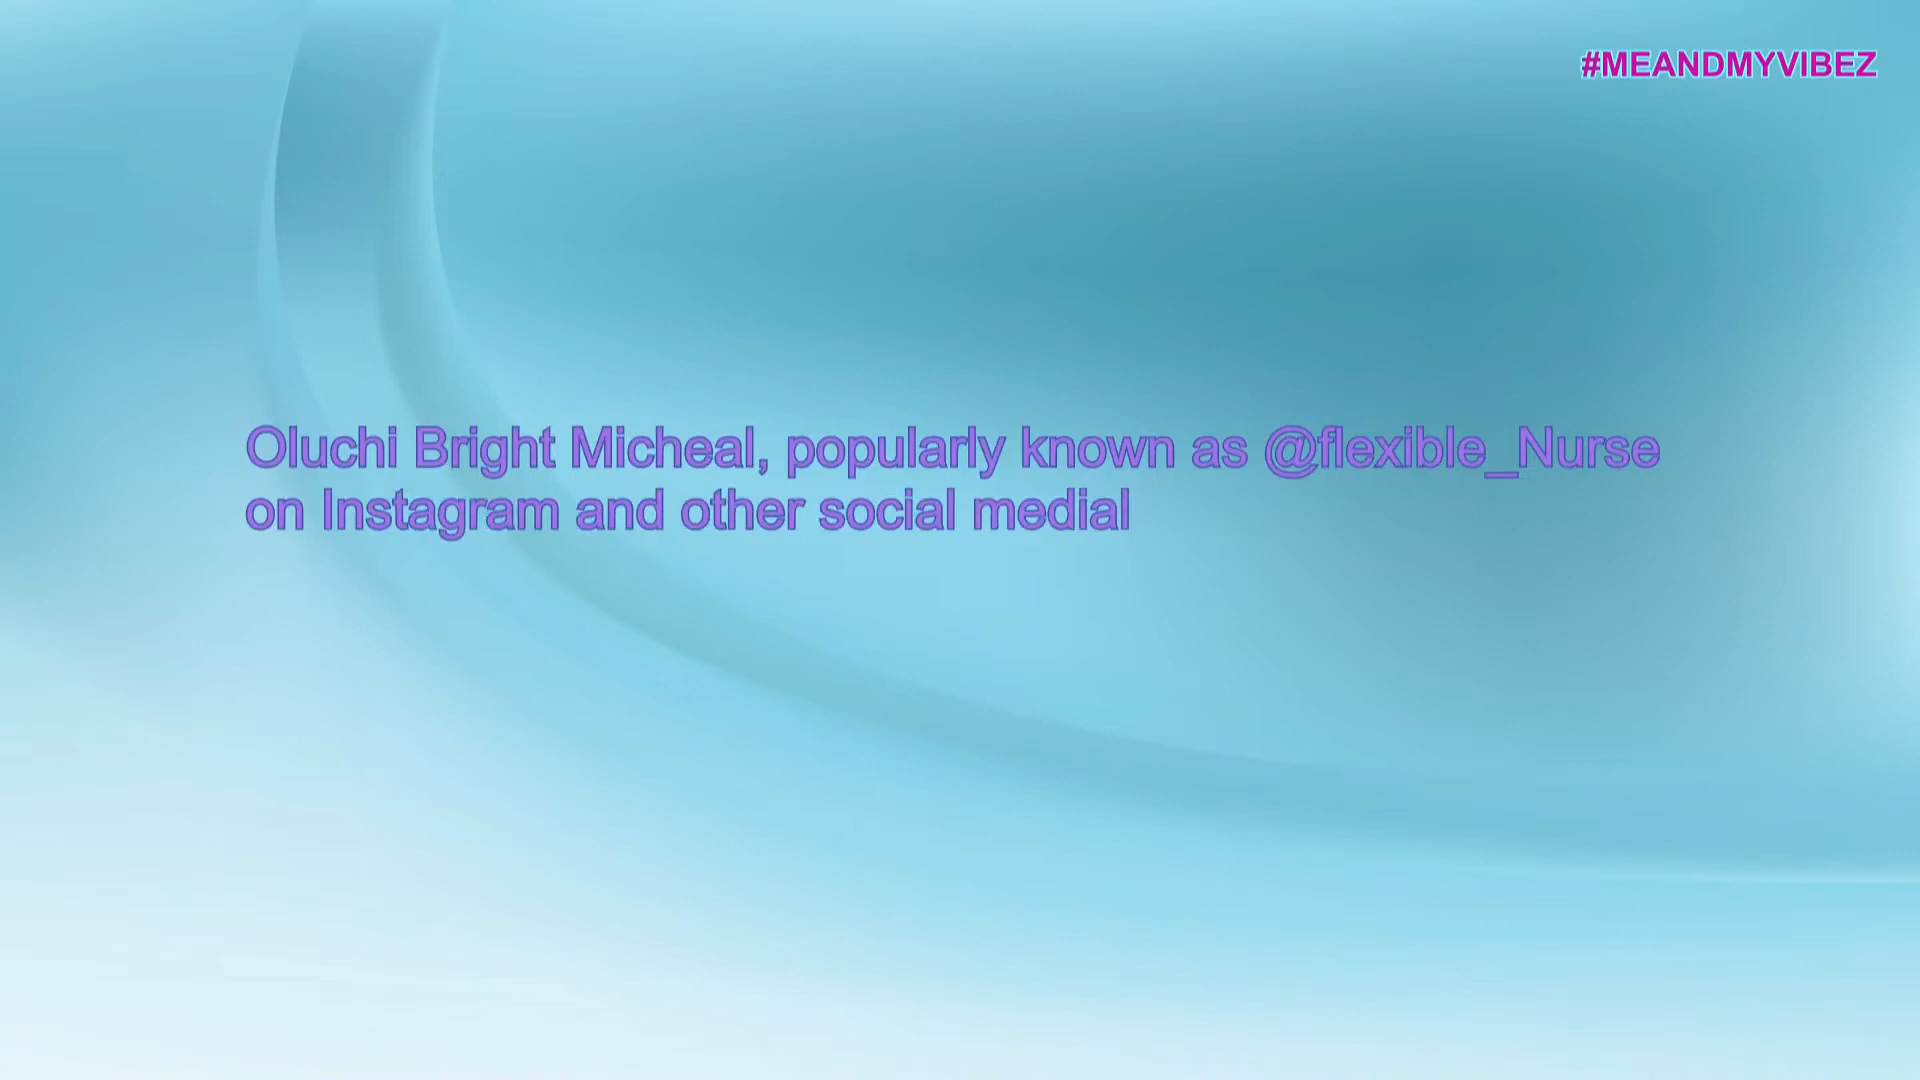 #MEANDMYVIBEZ
Oluchi Bright Micheal, popularly known as @flexible_Nurse
on Instagram and other social medial